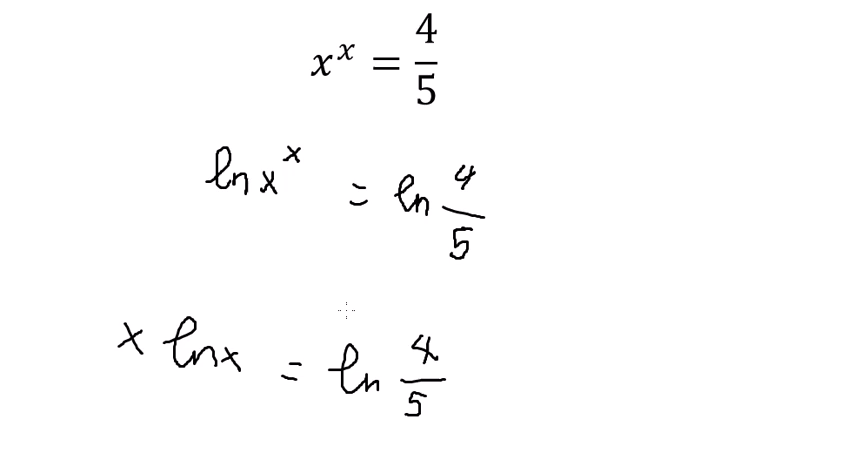 x^x = 4/5
ln x^x = ln 4/5
x ln x = ln 4/5